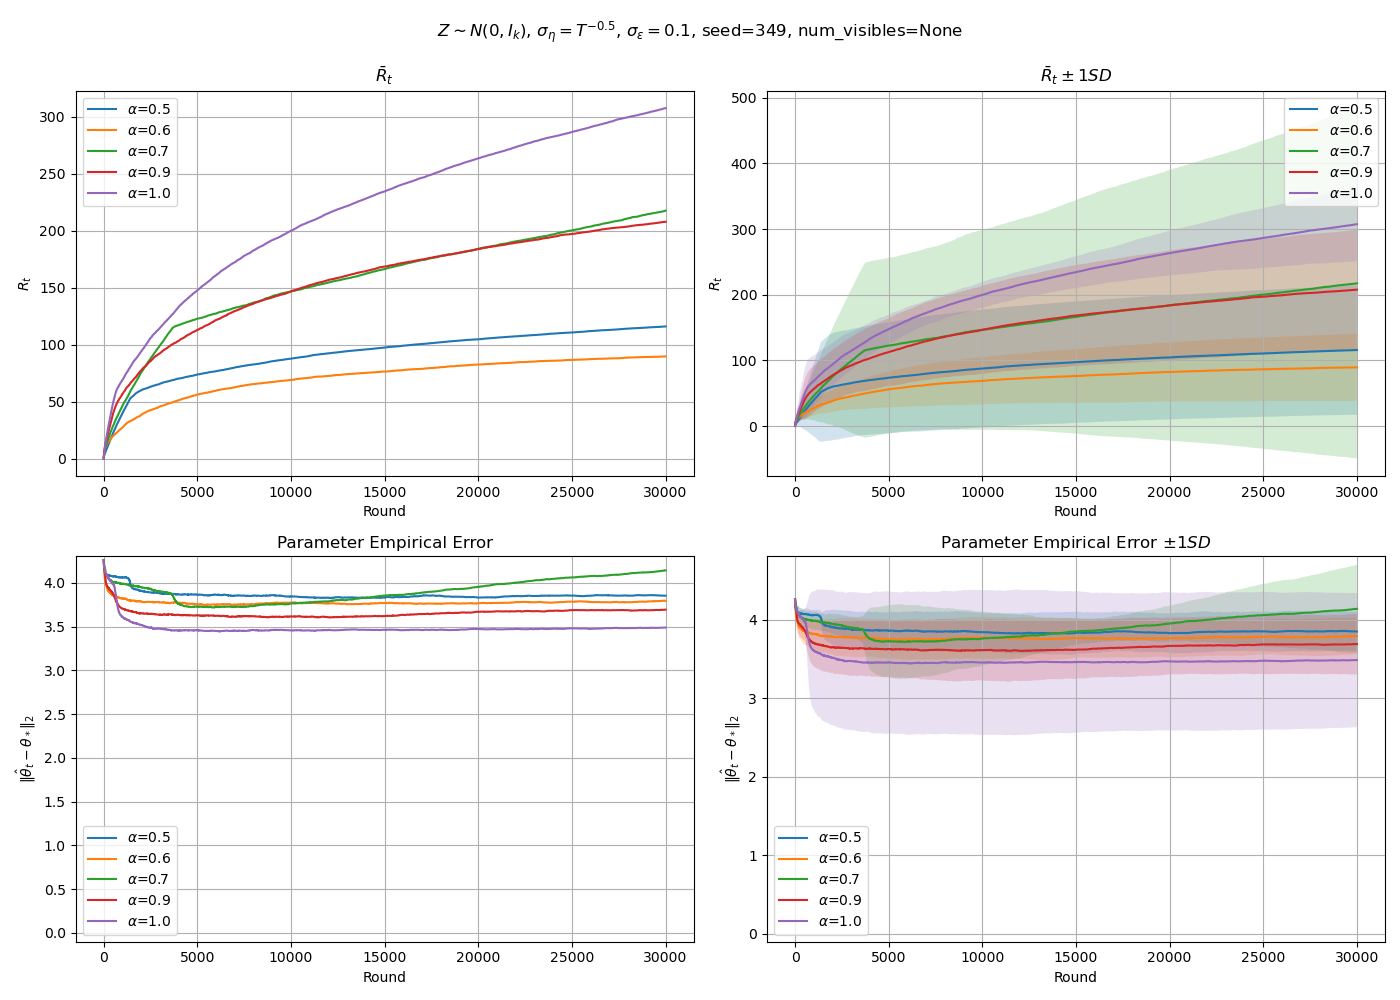 Z ∼ N(0, I_k), σ_η = T^{−0.5}, σ_ε = 0.1, seed=349, num_visibles=None
R̄_t
300
250
200
150
100
50
0
R_t
α=0.5
α=0.6
α=0.7
α=0.9
α=1.0
0 5000 10000 15000 20000 25000 30000
Round
R̄_t ± 1SD
500
400
300
200
100
0
R_t
α=0.5
α=0.6
α=0.7
α=0.9
α=1.0
0 5000 10000 15000 20000 25000 30000
Round
Parameter Empirical Error
4.0
3.5
3.0
2.5
2.0
1.5
1.0
0.5
0.0
‖θ̂_t − θ_*‖_2
α=0.5
α=0.6
α=0.7
α=0.9
α=1.0
0 5000 10000 15000 20000 25000 30000
Round
Parameter Empirical Error ±1SD
4
3
2
1
0
‖θ̂_t − θ_*‖_2
α=0.5
α=0.6
α=0.7
α=0.9
α=1.0
0 5000 10000 15000 20000 25000 30000
Round